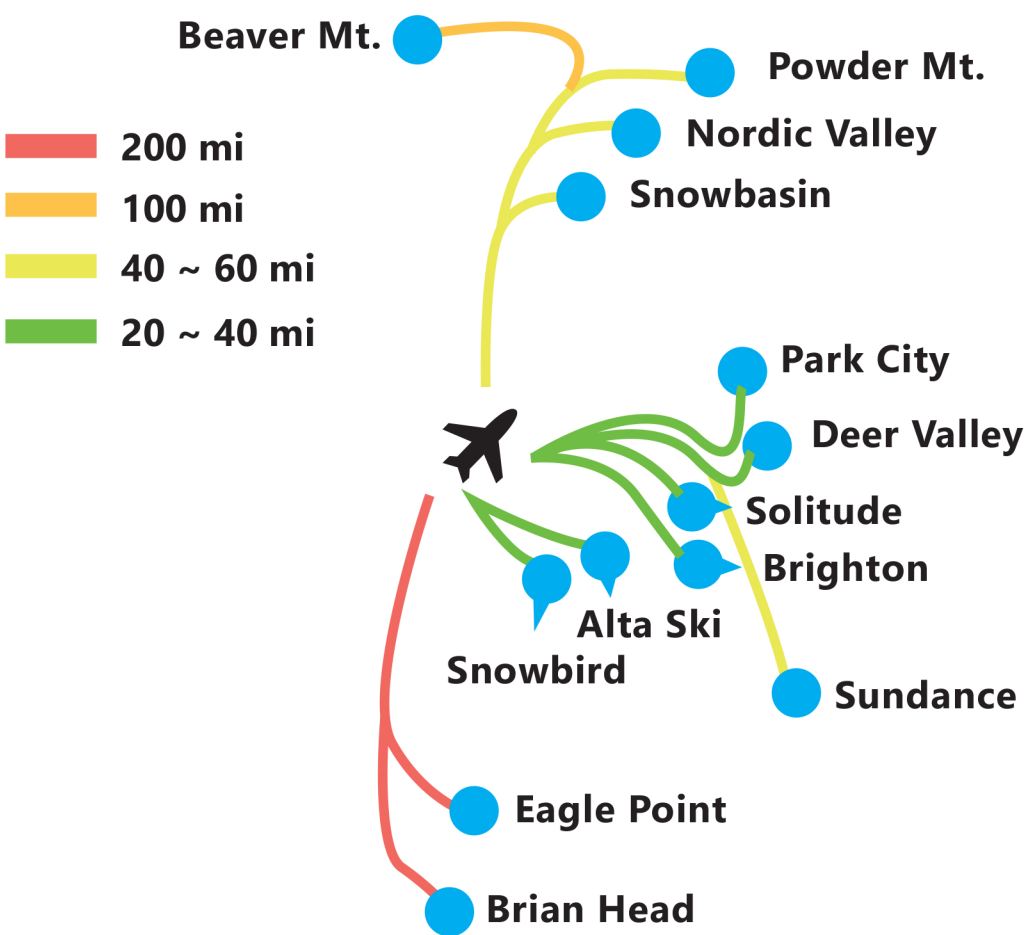 Beaver Mt.
Powder Mt.
Nordic Valley
Snowbasin
200 mi
100 mi
40 ~ 60 mi
20 ~ 40 mi
Park City
Deer Valley
Solitude
Brighton
Alta Ski
Snowbird
Sundance
Eagle Point
Brian Head